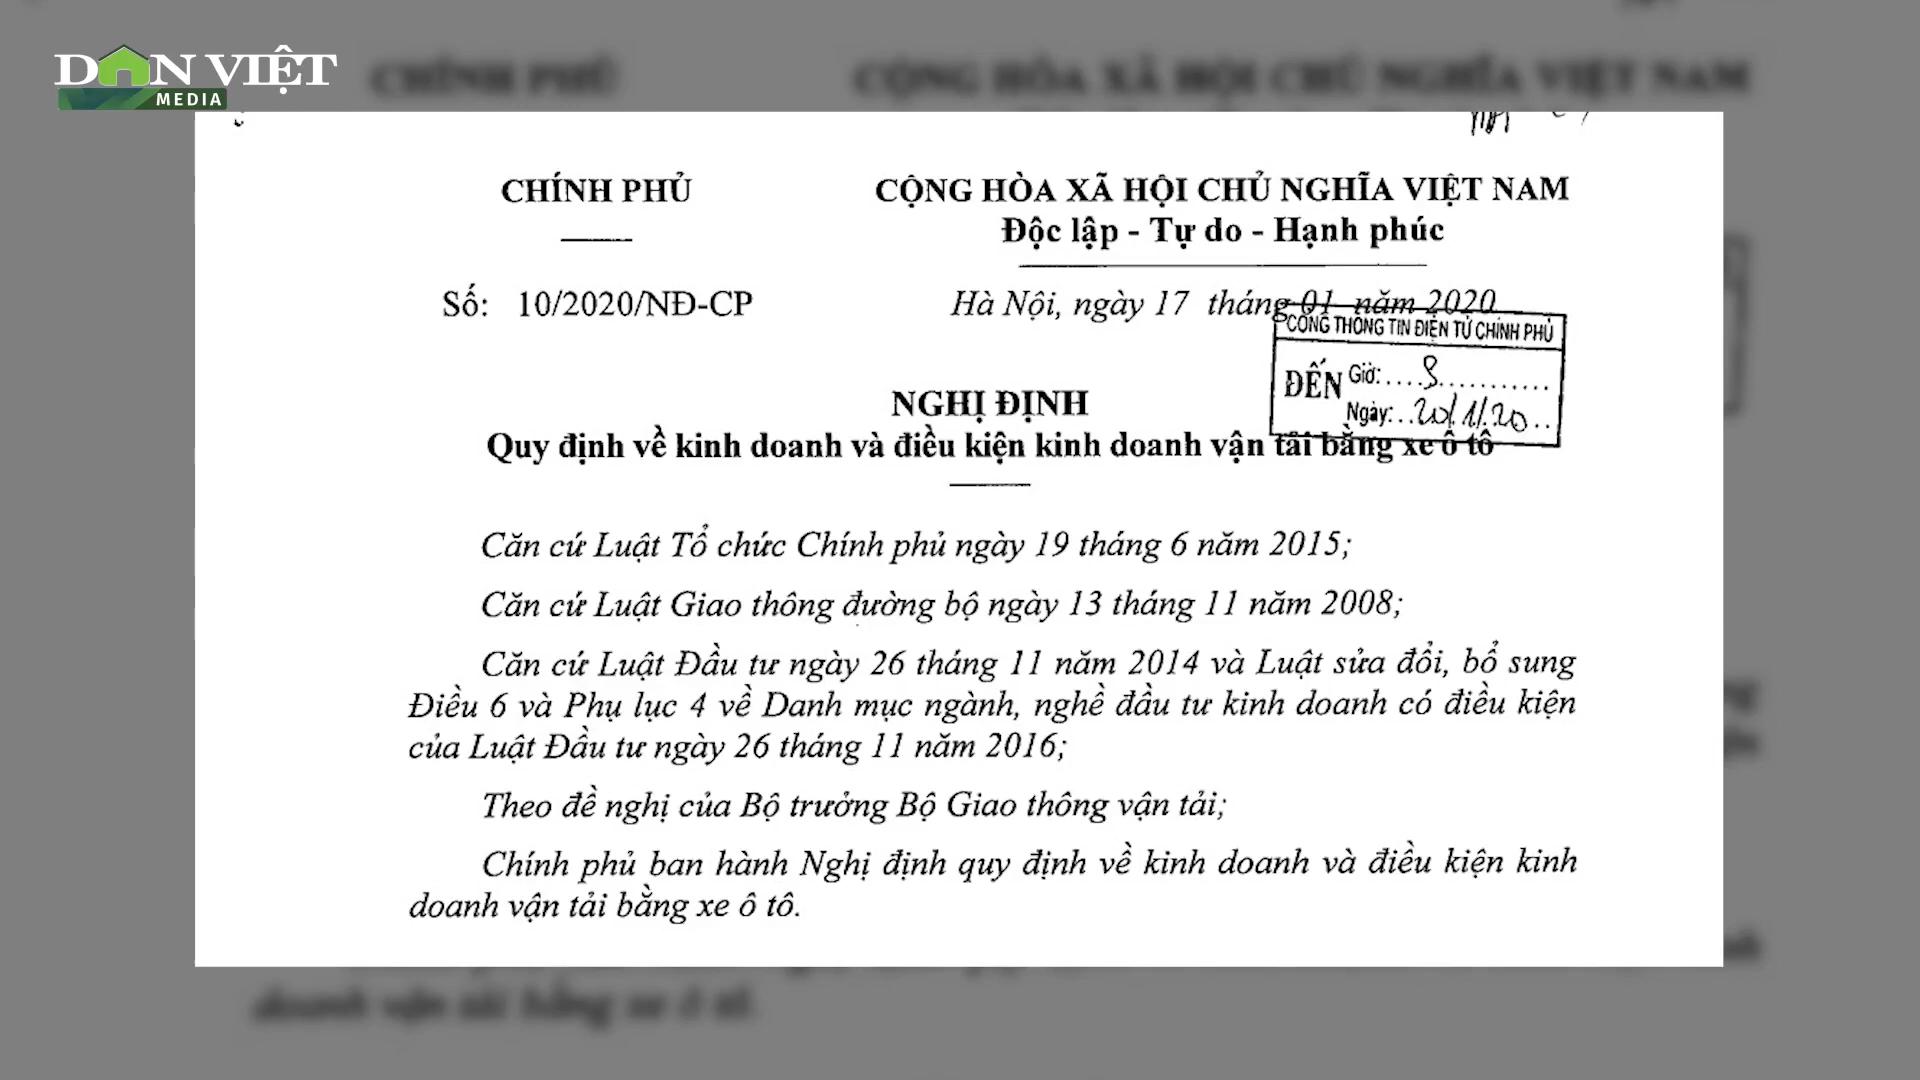 DÂN VIỆT
MEDIA
CHÍNH PHỦ
CỘNG HÒA XÃ HỘI CHỦ NGHĨA VIỆT NAM
Độc lập - Tự do - Hạnh phúc
Số: 10/2020/NĐ-CP
Hà Nội, ngày 17 tháng 01 năm 2020
CỔNG THÔNG TIN ĐIỆN TỬ CHÍNH PHỦ
ĐẾN Giờ:....9...........
Ngày:..20/1/20..
NGHỊ ĐỊNH
Quy định về kinh doanh và điều kiện kinh doanh vận tải bằng xe ô tô
Căn cứ Luật Tổ chức Chính phủ ngày 19 tháng 6 năm 2015;
Căn cứ Luật Giao thông đường bộ ngày 13 tháng 11 năm 2008;
Căn cứ Luật Đầu tư ngày 26 tháng 11 năm 2014 và Luật sửa đổi, bổ sung
Điều 6 và Phụ lục 4 về Danh mục ngành, nghề đầu tư kinh doanh có điều kiện
của Luật Đầu tư ngày 26 tháng 11 năm 2016;
Theo đề nghị của Bộ trưởng Bộ Giao thông vận tải;
Chính phủ ban hành Nghị định quy định về kinh doanh và điều kiện kinh
doanh vận tải bằng xe ô tô.